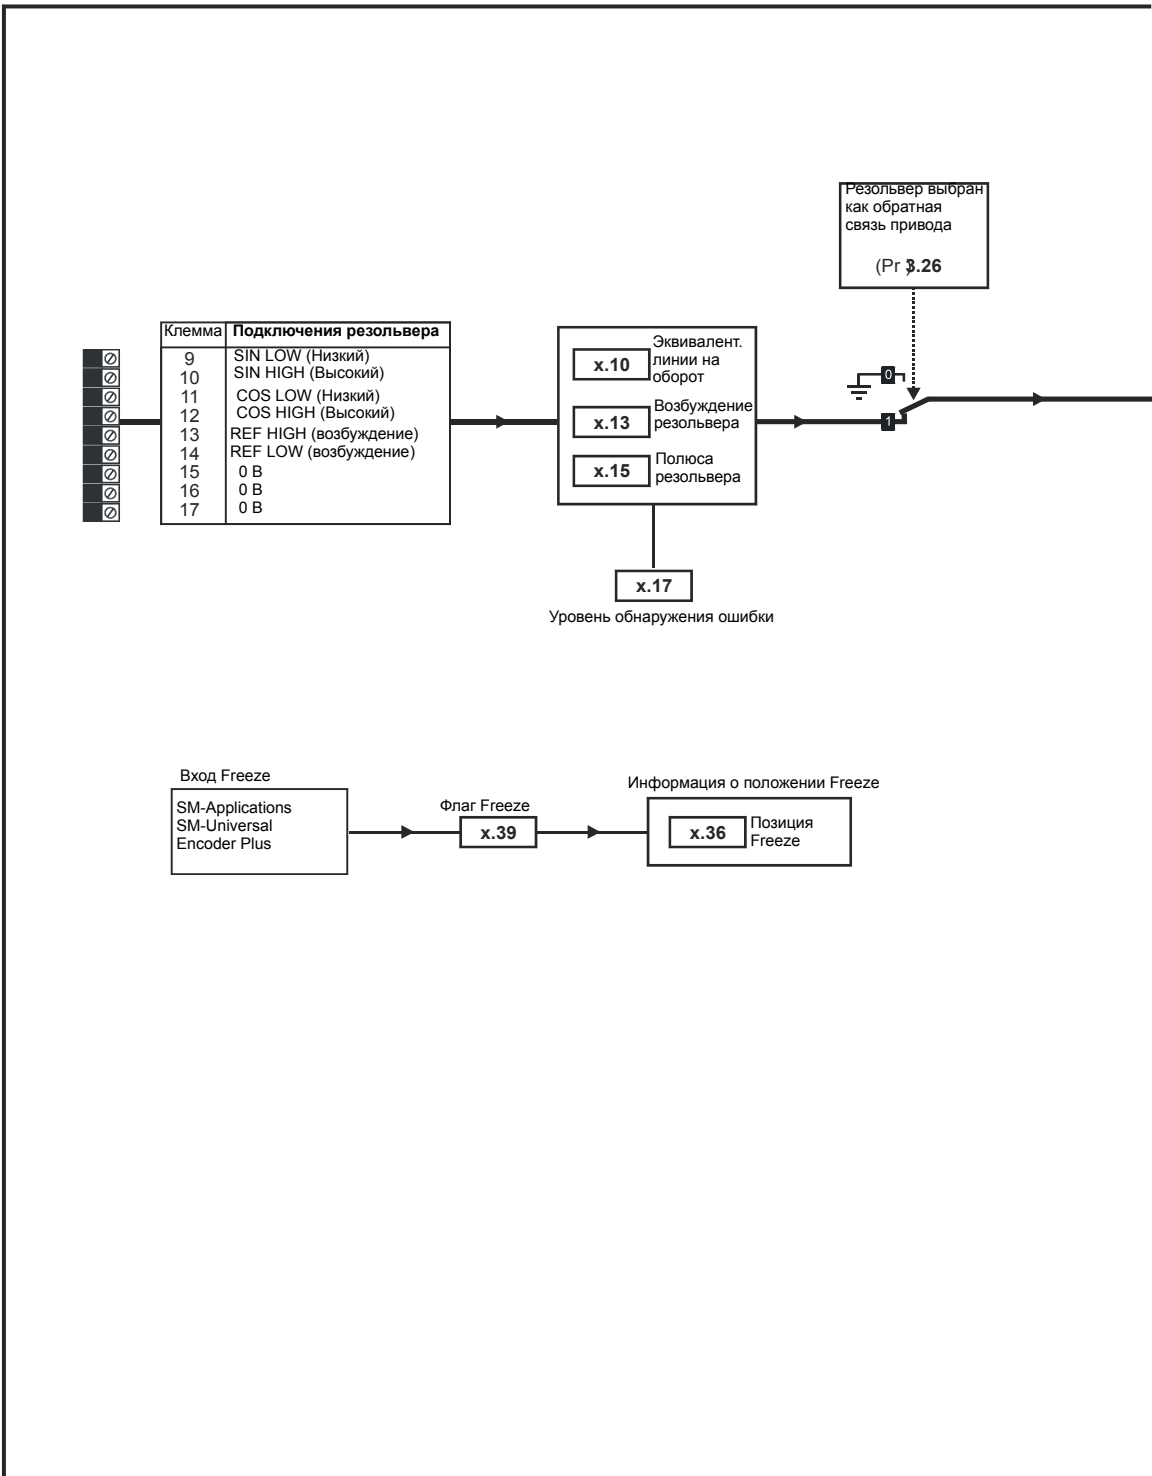 Резольвер выбран
как обратная
связь привода
(Pr 3.26)
0
1
Клемма Подключения резольвера
9 SIN LOW (Низкий)
10 SIN HIGH (Высокий)
11 COS LOW (Низкий)
12 COS HIGH (Высокий)
13 REF HIGH (возбуждение)
14 REF LOW (возбуждение)
15 0 В
16 0 В
17 0 В
x.10 Эквивалент.
линии на
оборот
x.13 Возбуждение
резольвера
x.15 Полюса
резольвера
x.17
Уровень обнаружения ошибки
Вход Freeze
SM-Applications
SM-Universal
Encoder Plus
Флаг Freeze
x.39
Информация о положении Freeze
x.36 Позиция
Freeze